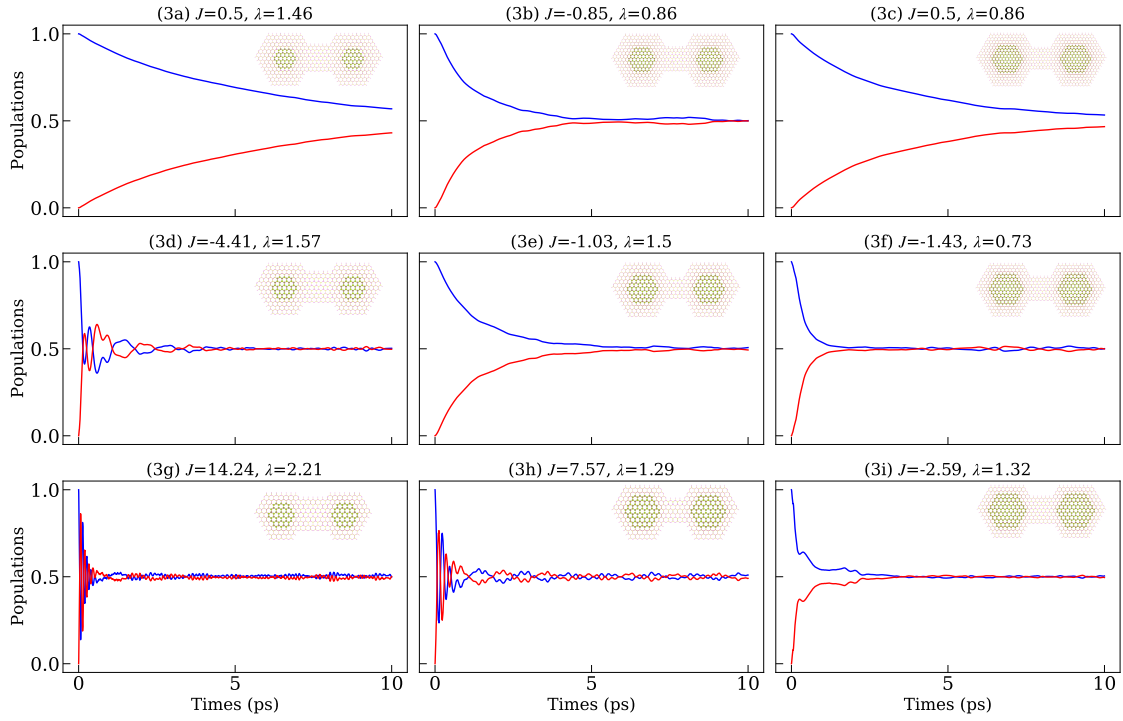 (3a) J=0.5, λ=1.46
(3b) J=-0.85, λ=0.86
(3c) J=0.5, λ=0.86
Populations
1.0
0.5
0.0
(3d) J=-4.41, λ=1.57
(3e) J=-1.03, λ=1.5
(3f) J=-1.43, λ=0.73
Populations
1.0
0.5
0.0
(3g) J=14.24, λ=2.21
(3h) J=7.57, λ=1.29
(3i) J=-2.59, λ=1.32
Populations
1.0
0.5
0.0
0 5 10
0 5 10
0 5 10
Times (ps)
Times (ps)
Times (ps)